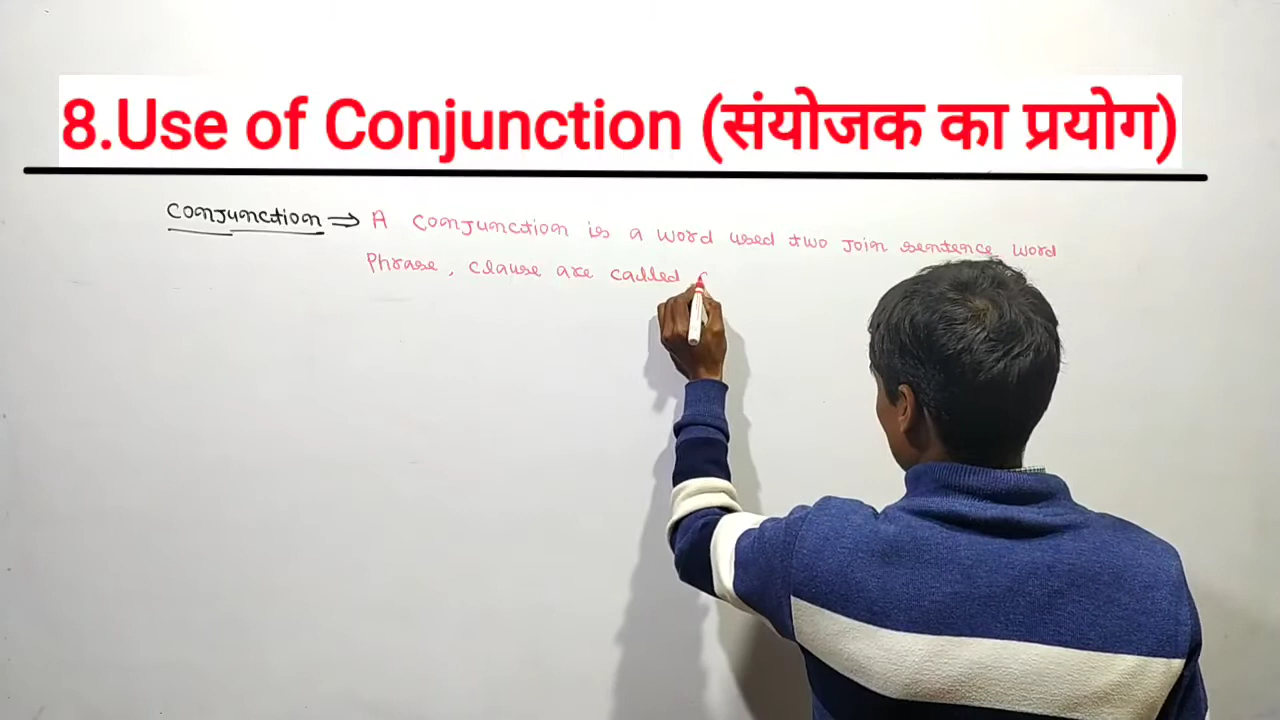 8.Use of Conjunction (संयोजक का प्रयोग)
conjunction ⇒ A conjunction is a word used two join sentence word
Phrase, clause are called c